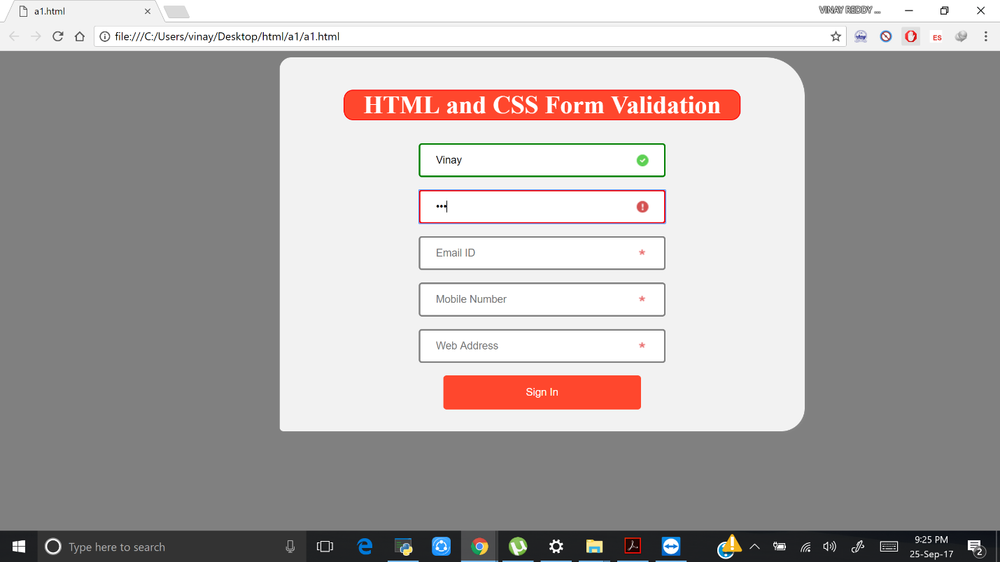 a1.html
VINAY REDDY ...
file:///C:/Users/vinay/Desktop/html/a1/a1.html
ES
HTML and CSS Form Validation
Vinay
•••
Email ID
*
Mobile Number
*
Web Address
*
Sign In
Type here to search
9:25 PM
25-Sep-17
2